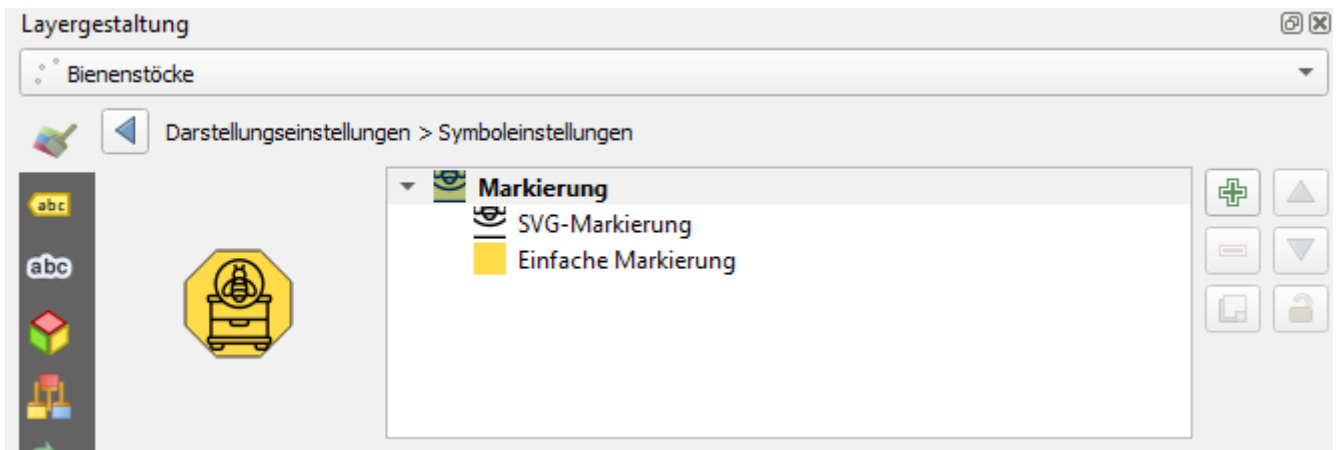 Layergestaltung
Bienenstöcke
Darstellungseinstellungen > Symboleinstellungen
abc
Markierung
SVG-Markierung
Einfache Markierung
abc